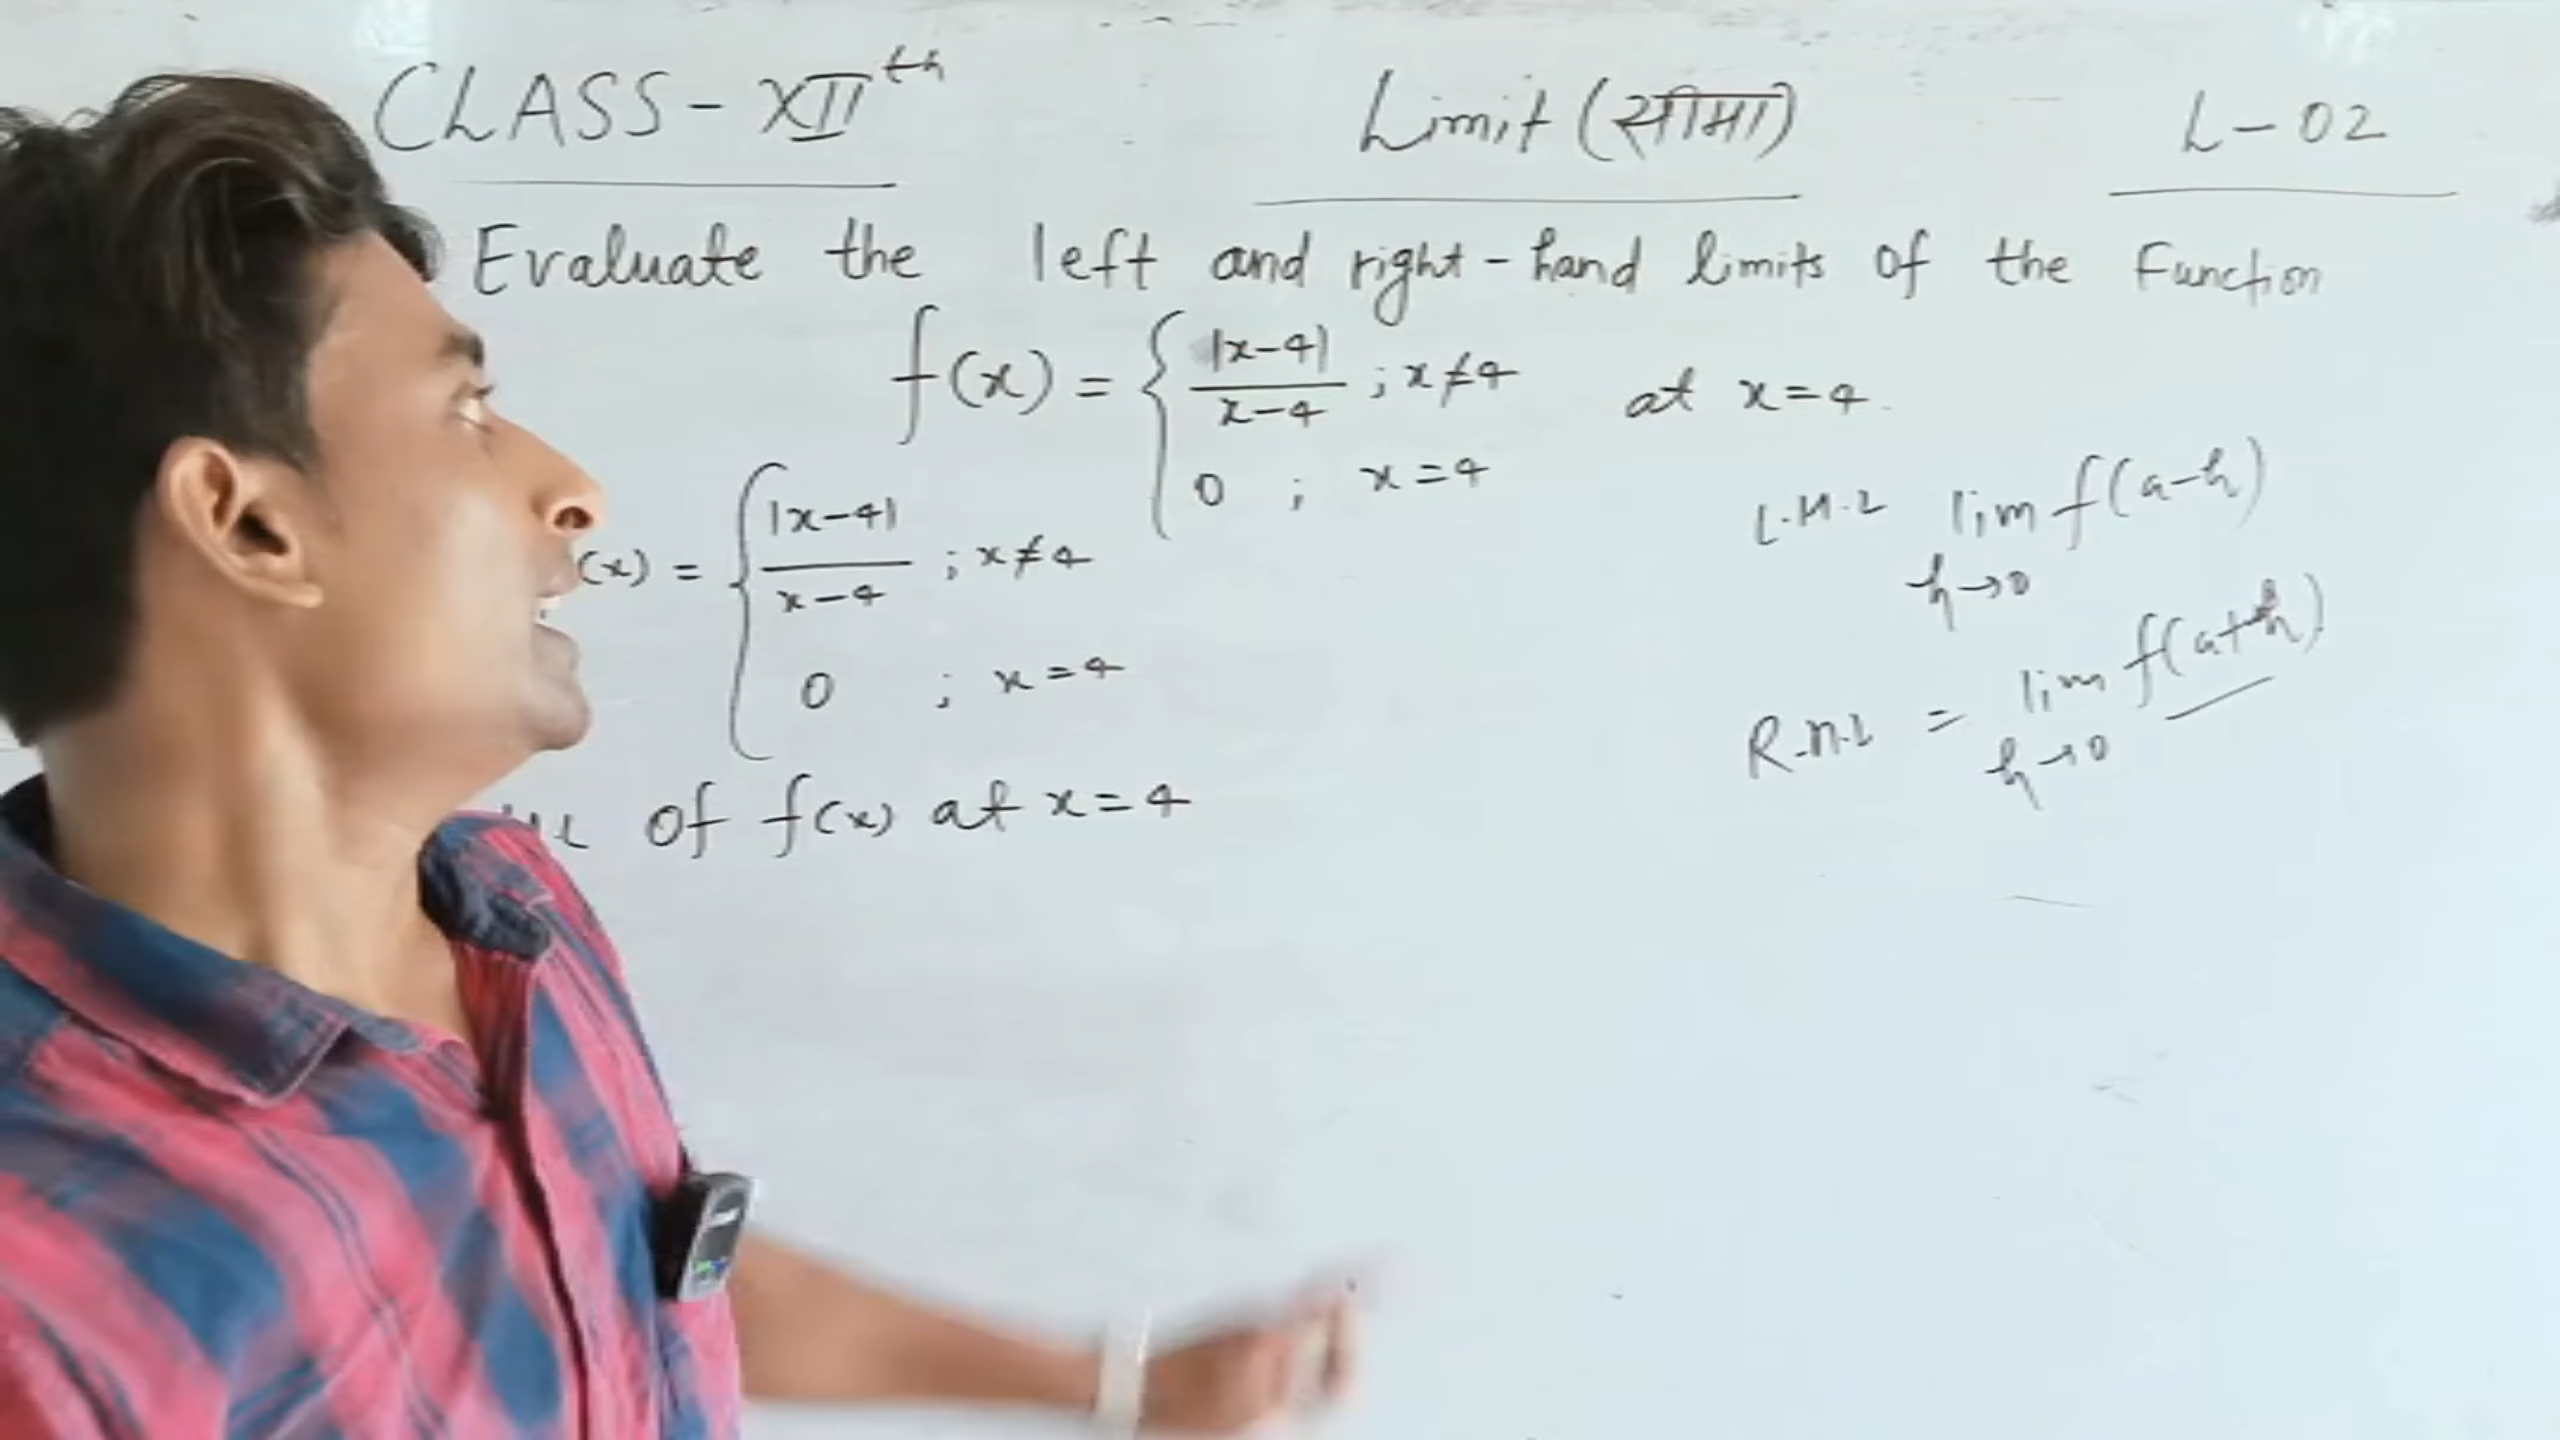 CLASS-XIIth Limit (सीमा) L-02
Evaluate the left and right-hand limits of the Function
f(x) = { |x-4| / x-4 ; x≠4 at x=4.
0 ; x=4
(x) = { |x-4| / x-4 ; x≠4
0 ; x=4
of f(x) at x=4
L.H.L lim f(a-h)
h→0
R.H.L = lim f(a+h)
h→0